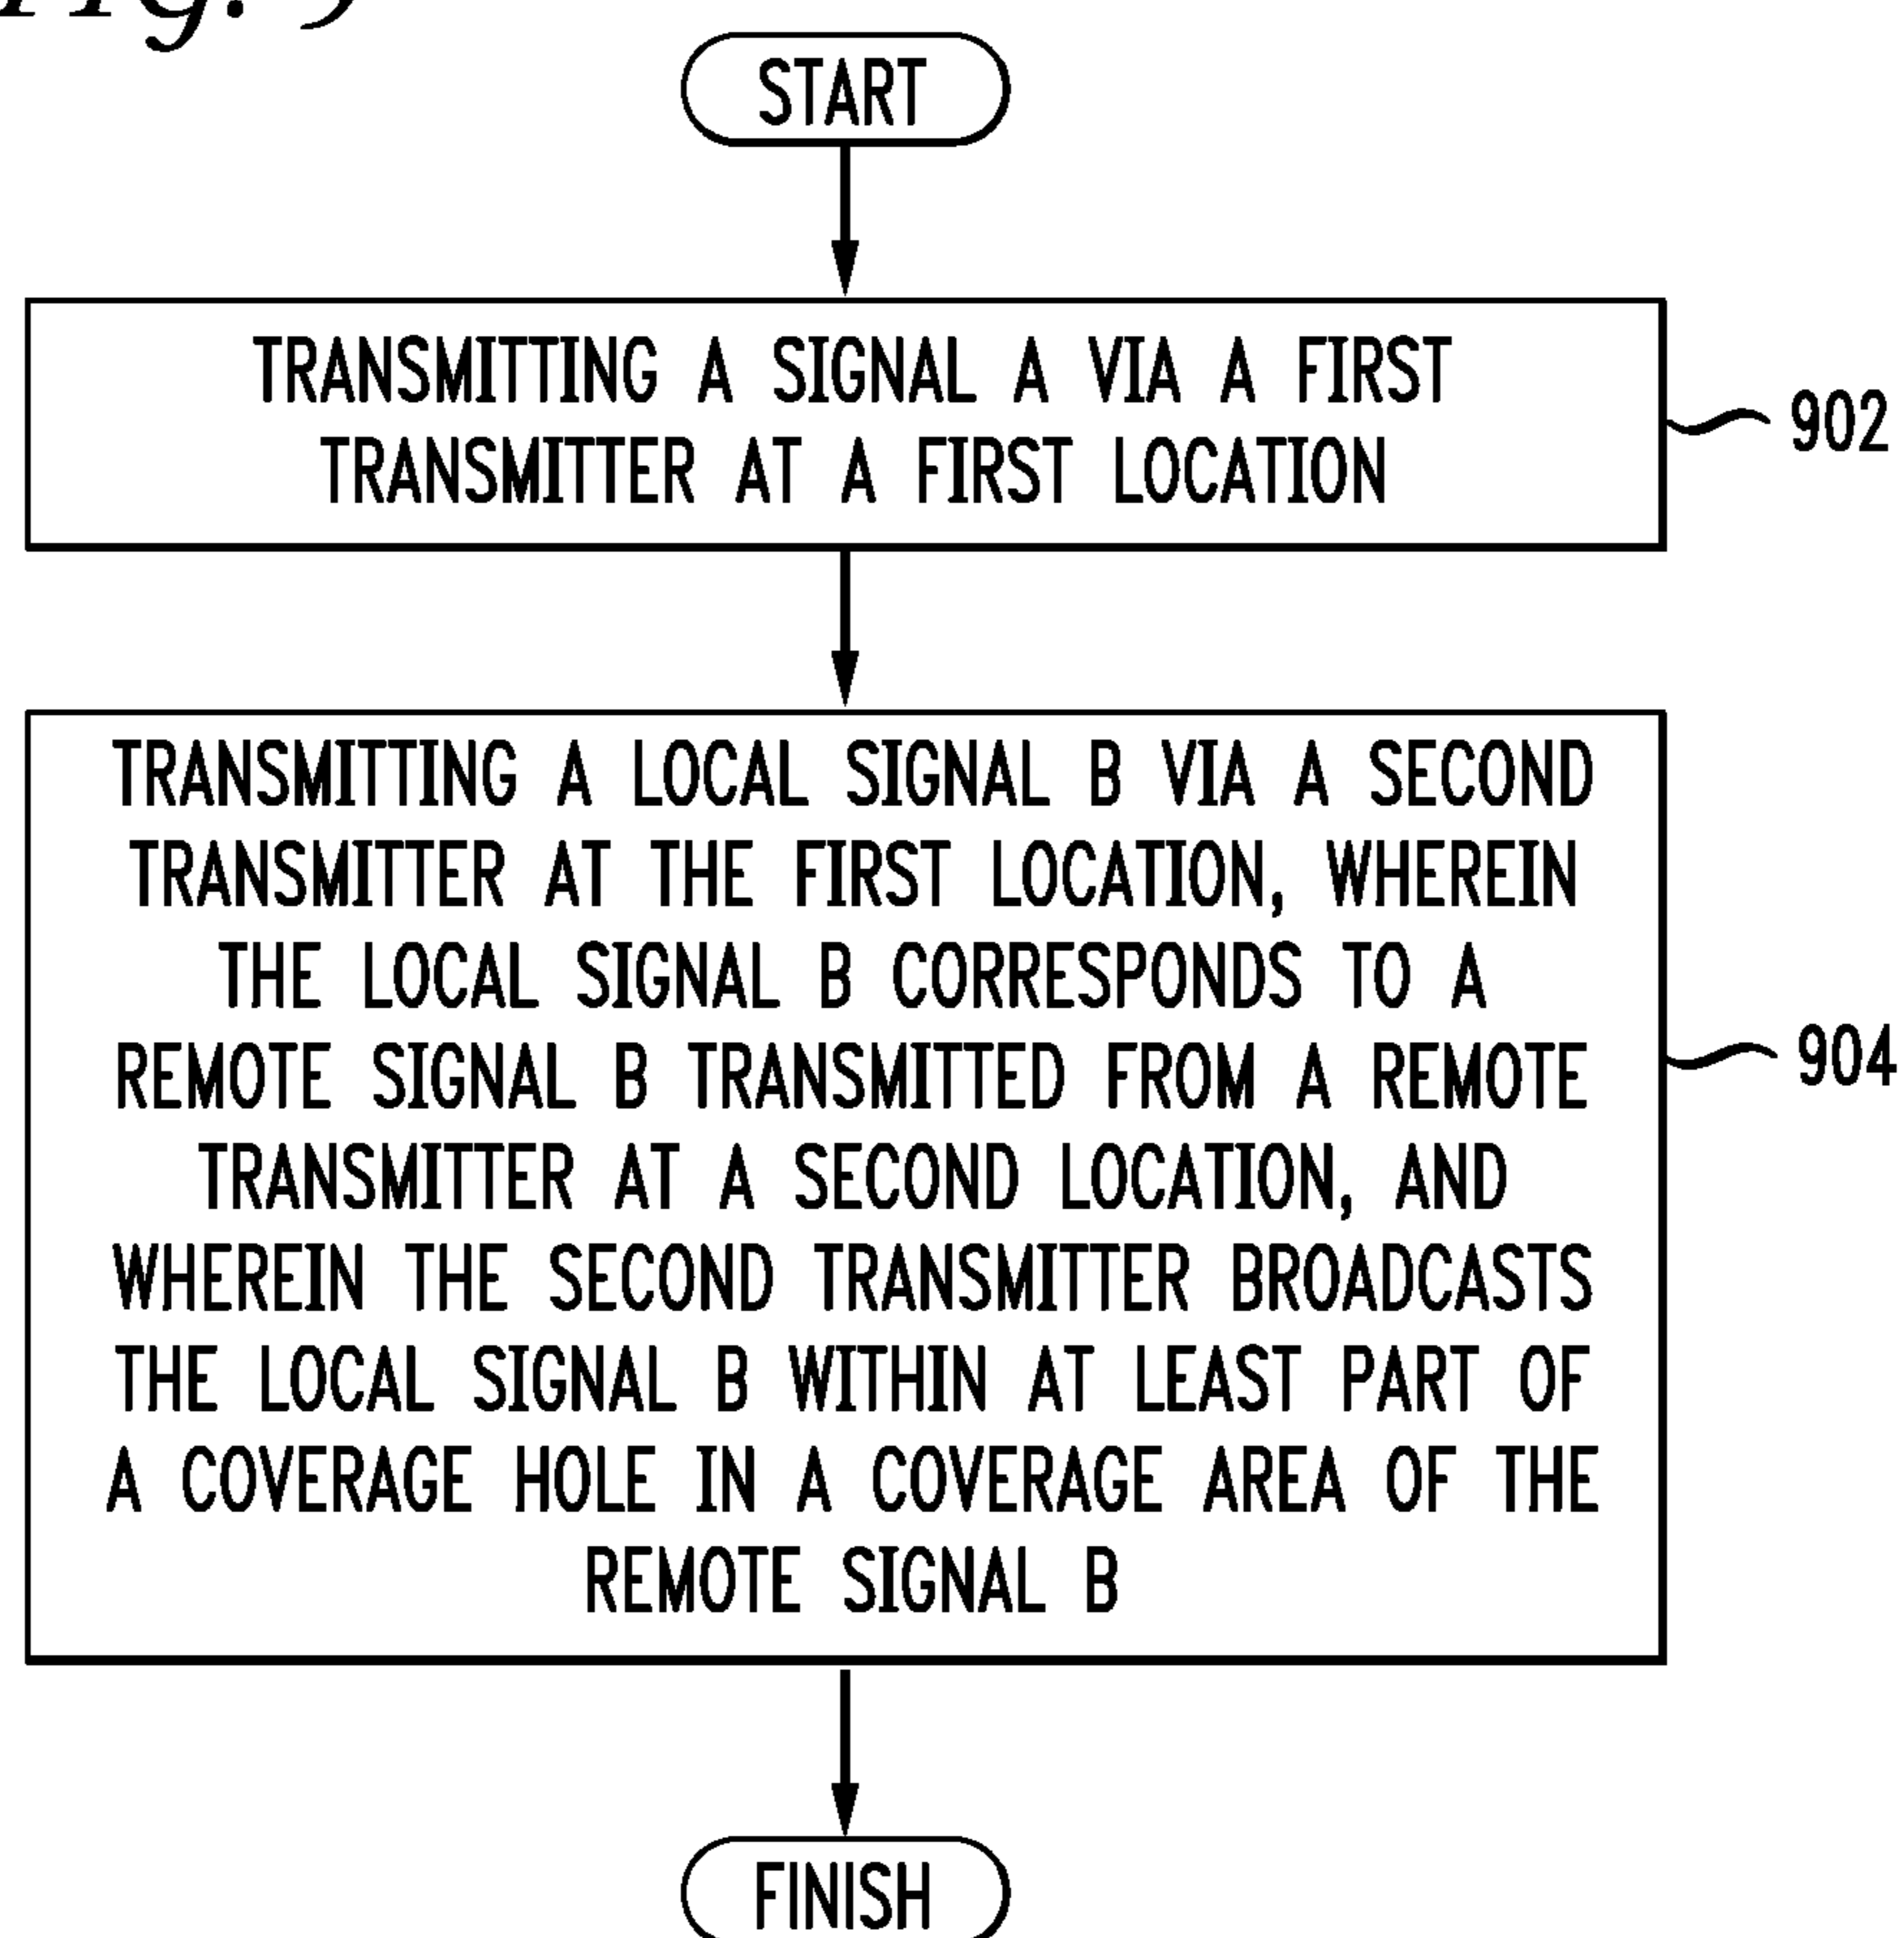 Fig. 9
START
TRANSMITTING A SIGNAL A VIA A FIRST
TRANSMITTER AT A FIRST LOCATION
902
TRANSMITTING A LOCAL SIGNAL B VIA A SECOND
TRANSMITTER AT THE FIRST LOCATION, WHEREIN
THE LOCAL SIGNAL B CORRESPONDS TO A
REMOTE SIGNAL B TRANSMITTED FROM A REMOTE
TRANSMITTER AT A SECOND LOCATION, AND
WHEREIN THE SECOND TRANSMITTER BROADCASTS
THE LOCAL SIGNAL B WITHIN AT LEAST PART OF
A COVERAGE HOLE IN A COVERAGE AREA OF THE
REMOTE SIGNAL B
904
FINISH